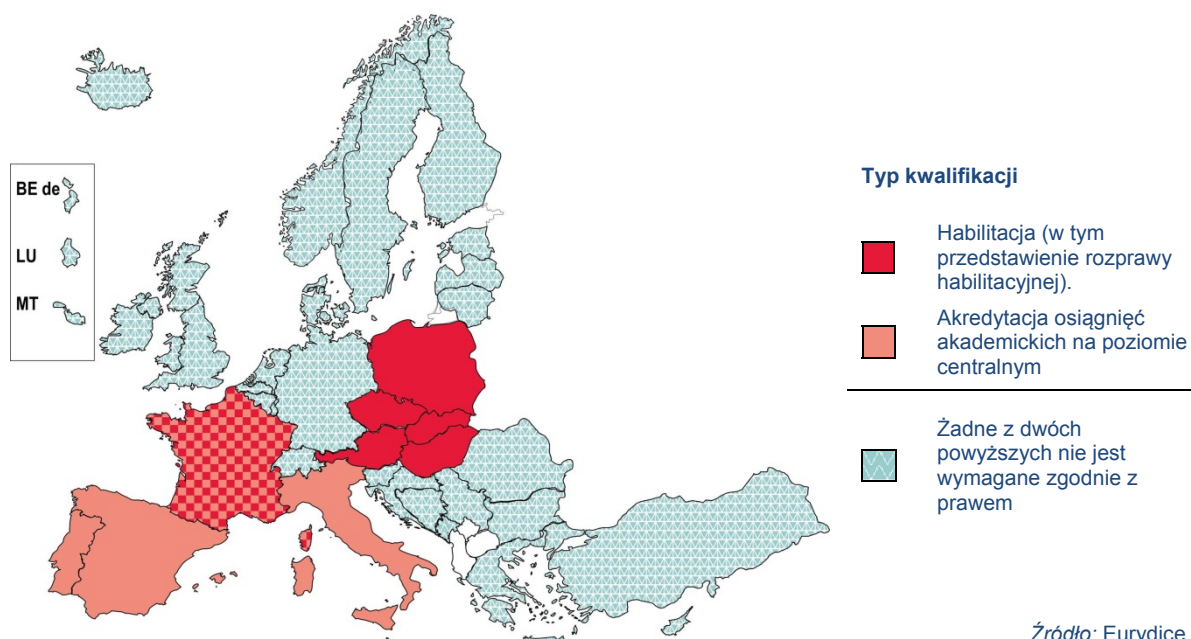 BE de
LU
MT
Typ kwalifikacji
Habilitacja (w tym
przedstawienie rozprawy
habilitacyjnej).
Akredytacja osiągnięć
akademickich na poziomie
centralnym
Żadne z dwóch
powyższych nie jest
wymagane zgodnie z
prawem
Źródło: Eurydice